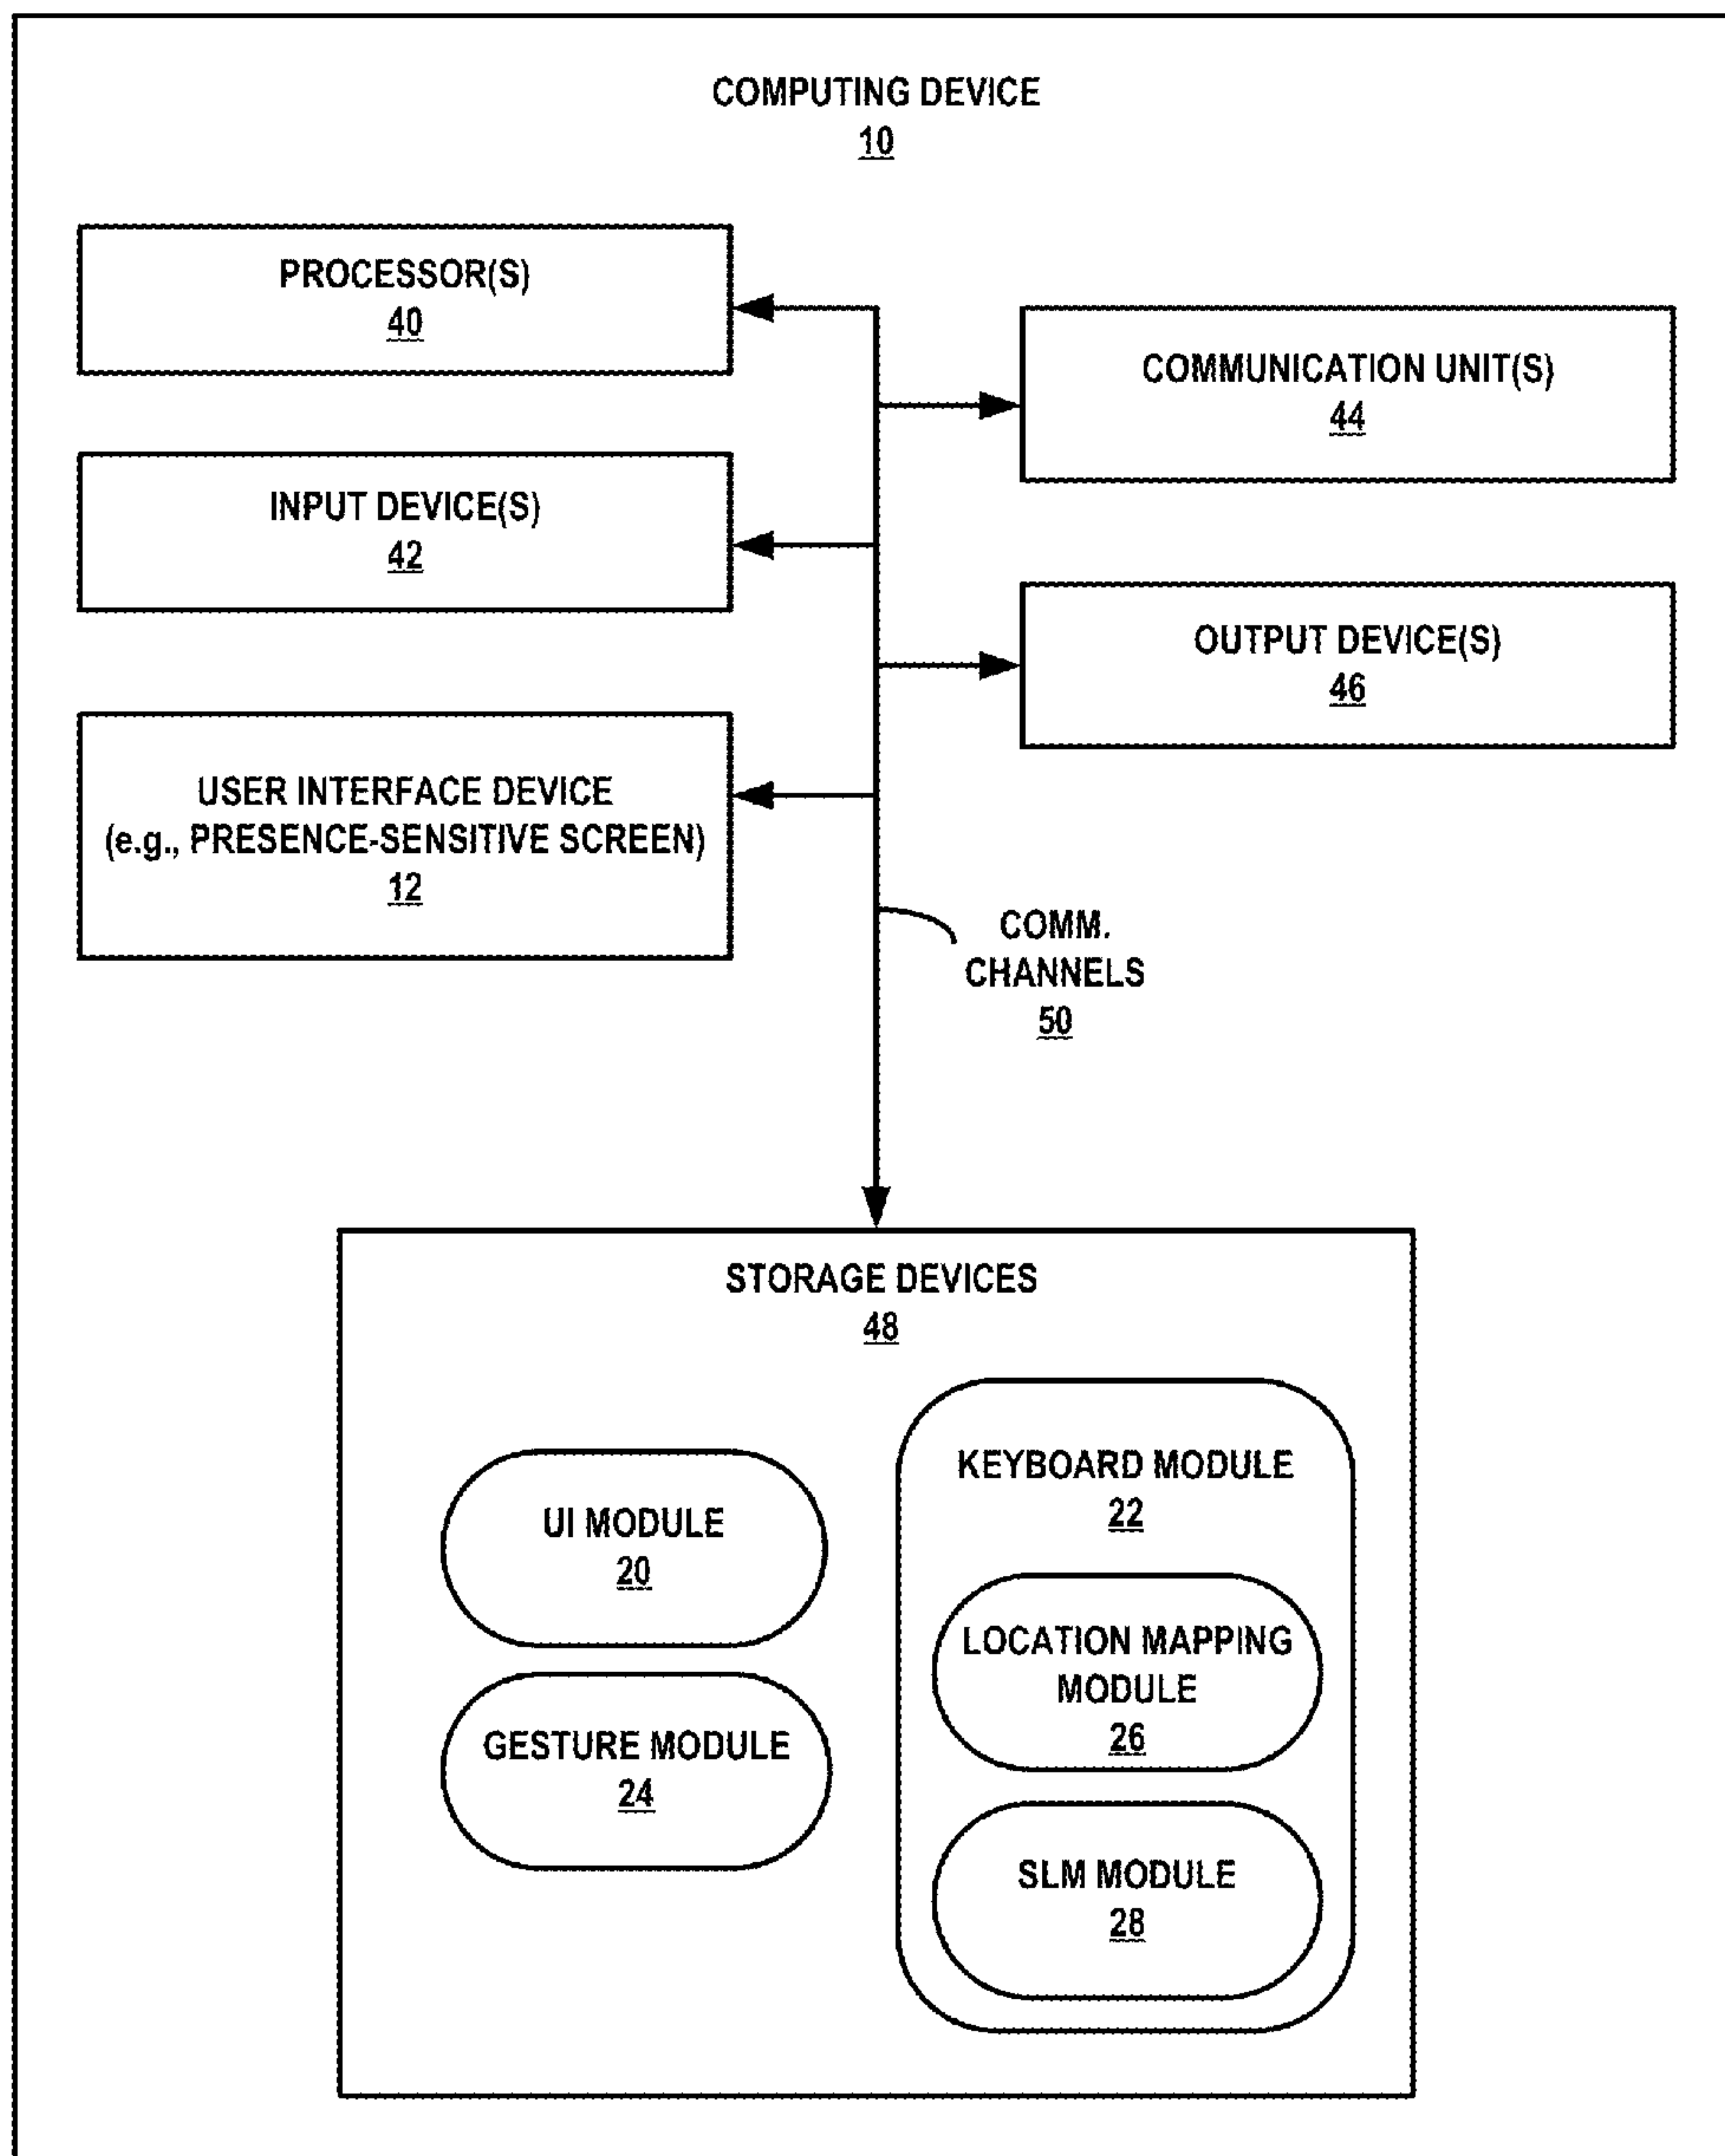 COMPUTING DEVICE
10
PROCESSOR(S)
40
COMMUNICATION UNIT(S)
44
INPUT DEVICE(S)
42
OUTPUT DEVICE(S)
46
USER INTERFACE DEVICE
(e.g., PRESENCE-SENSITIVE SCREEN)
12
COMM.
CHANNELS
50
STORAGE DEVICES
48
UI MODULE
20
GESTURE MODULE
24
KEYBOARD MODULE
22
LOCATION MAPPING
MODULE
26
SLM MODULE
28